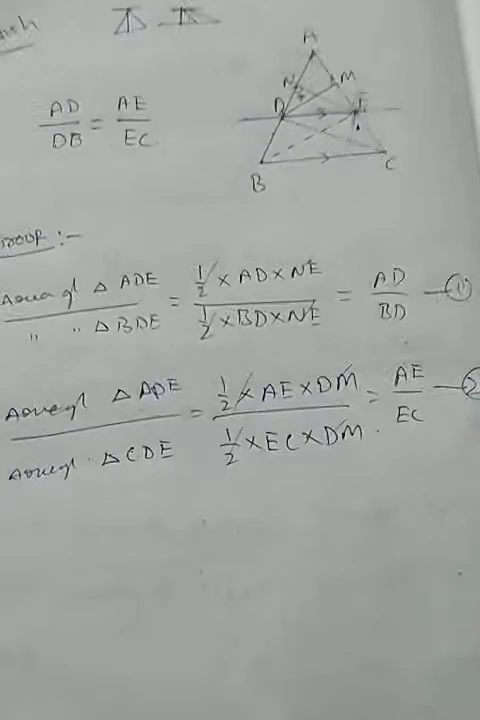 AD/DB = AE/EC
A
N
M
D
E
B
C
Proof :-
Area of △ ADE / " " △ BDE = ½ × AD × NE / ½ × BD × NE = AD/BD — ①
Area of △ ADE / Area of △ CDE = ½ × AE × DM / ½ × EC × DM = AE/EC — ②